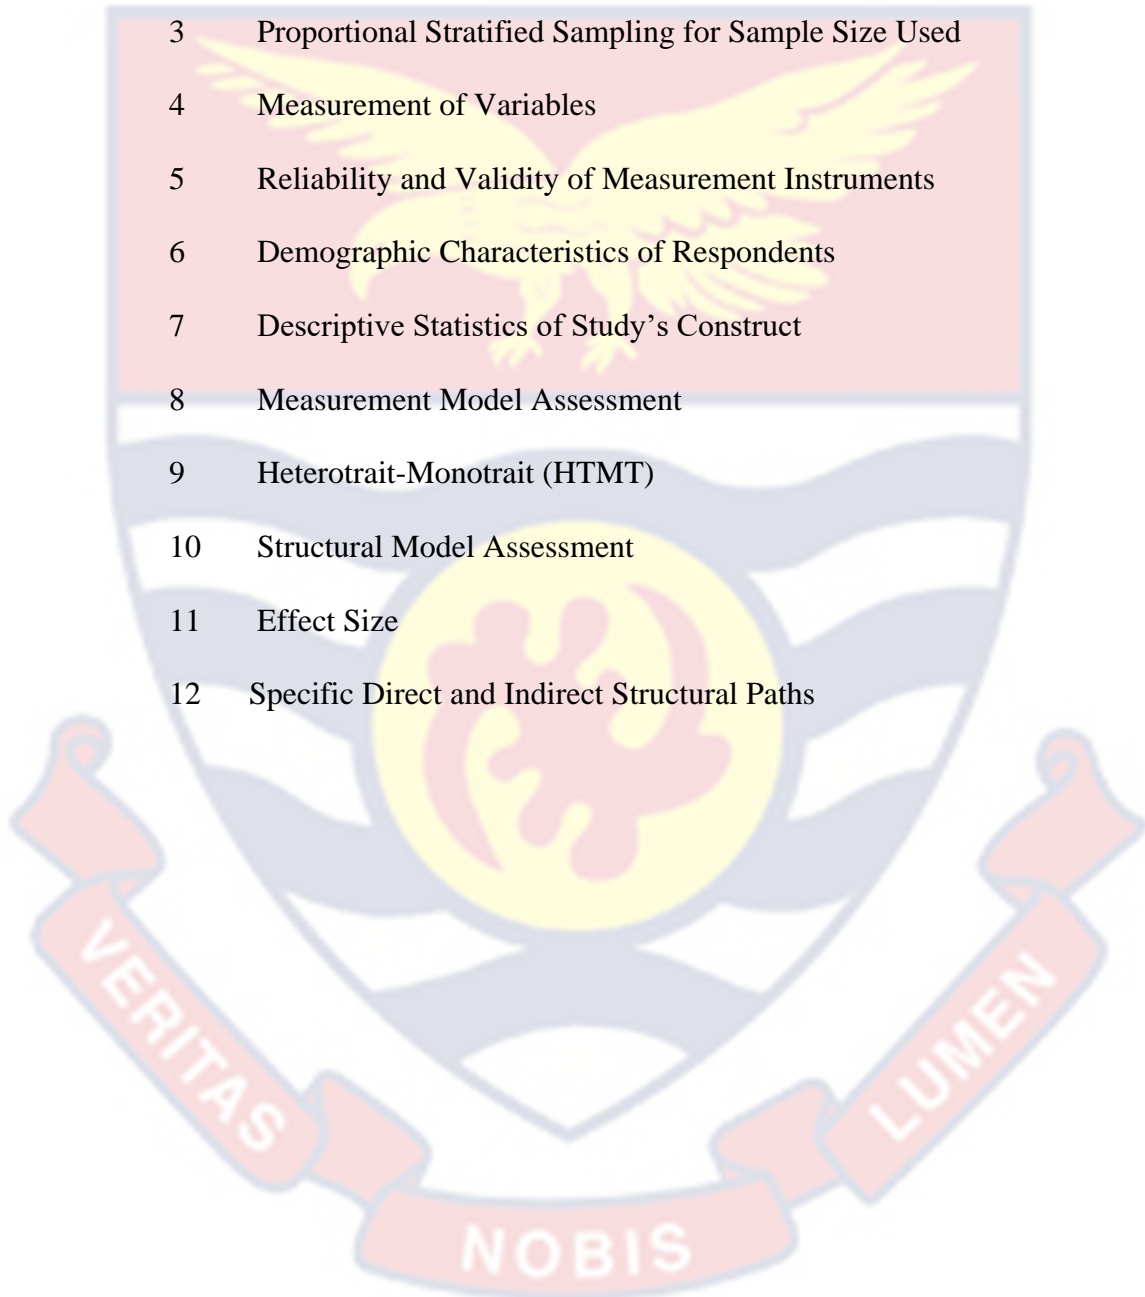 3 Proportional Stratified Sampling for Sample Size Used
4 Measurement of Variables
5 Reliability and Validity of Measurement Instruments
6 Demographic Characteristics of Respondents
7 Descriptive Statistics of Study’s Construct
8 Measurement Model Assessment
9 Heterotrait-Monotrait (HTMT)
10 Structural Model Assessment
11 Effect Size
12 Specific Direct and Indirect Structural Paths
VERITAS
NOBIS
LUMEN